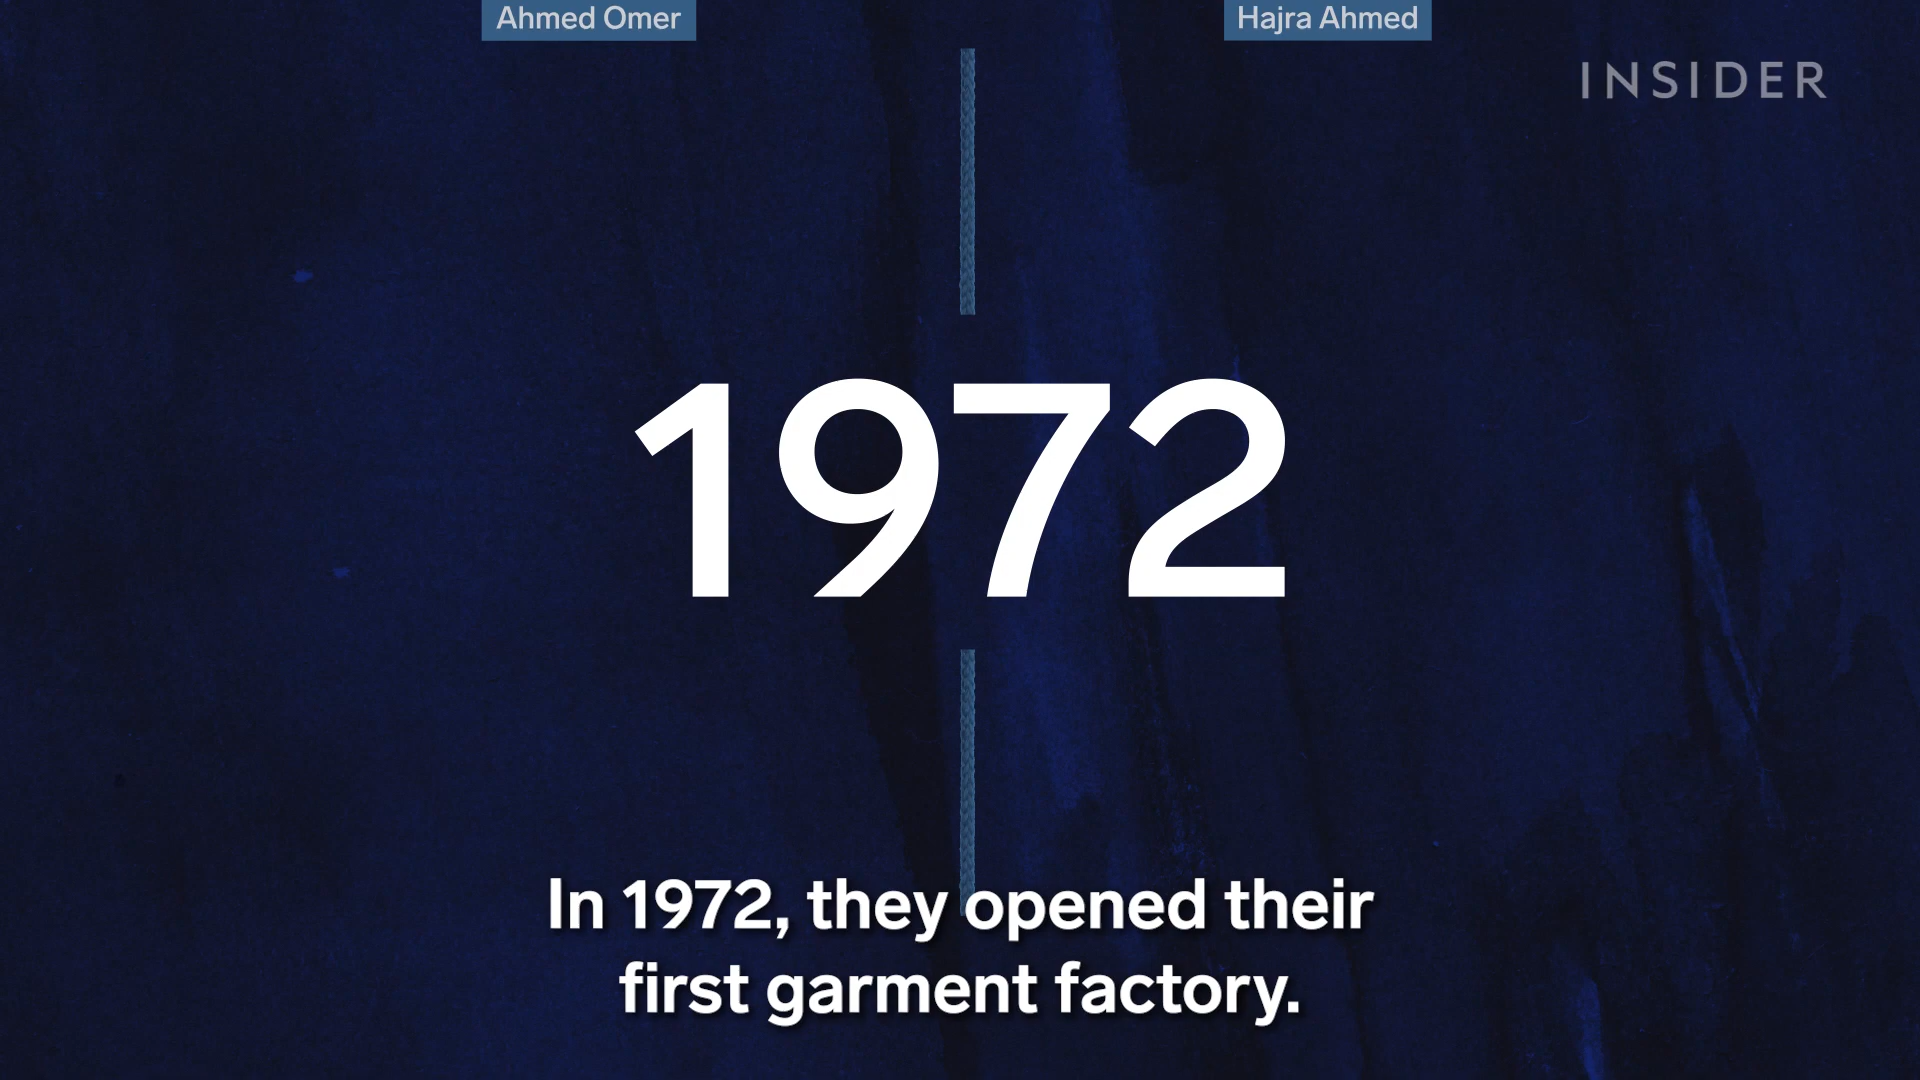 Ahmed Omer
Hajra Ahmed
INSIDER
1972
In 1972, they opened their
first garment factory.